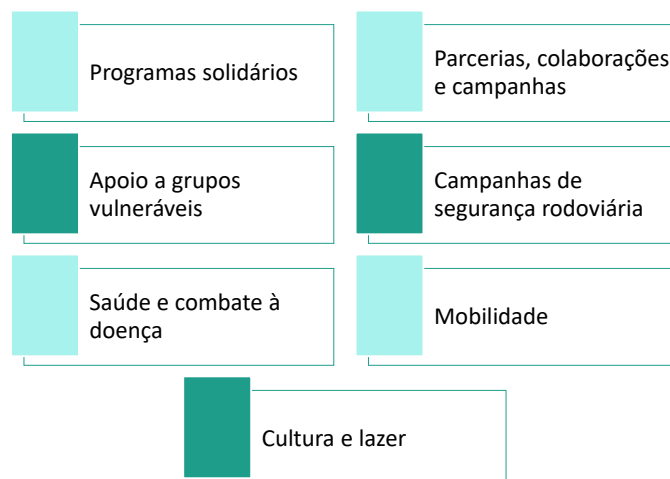 Programas solidários
Parcerias, colaborações
e campanhas
Apoio a grupos
vulneráveis
Campanhas de
segurança rodoviária
Saúde e combate à
doença
Mobilidade
Cultura e lazer